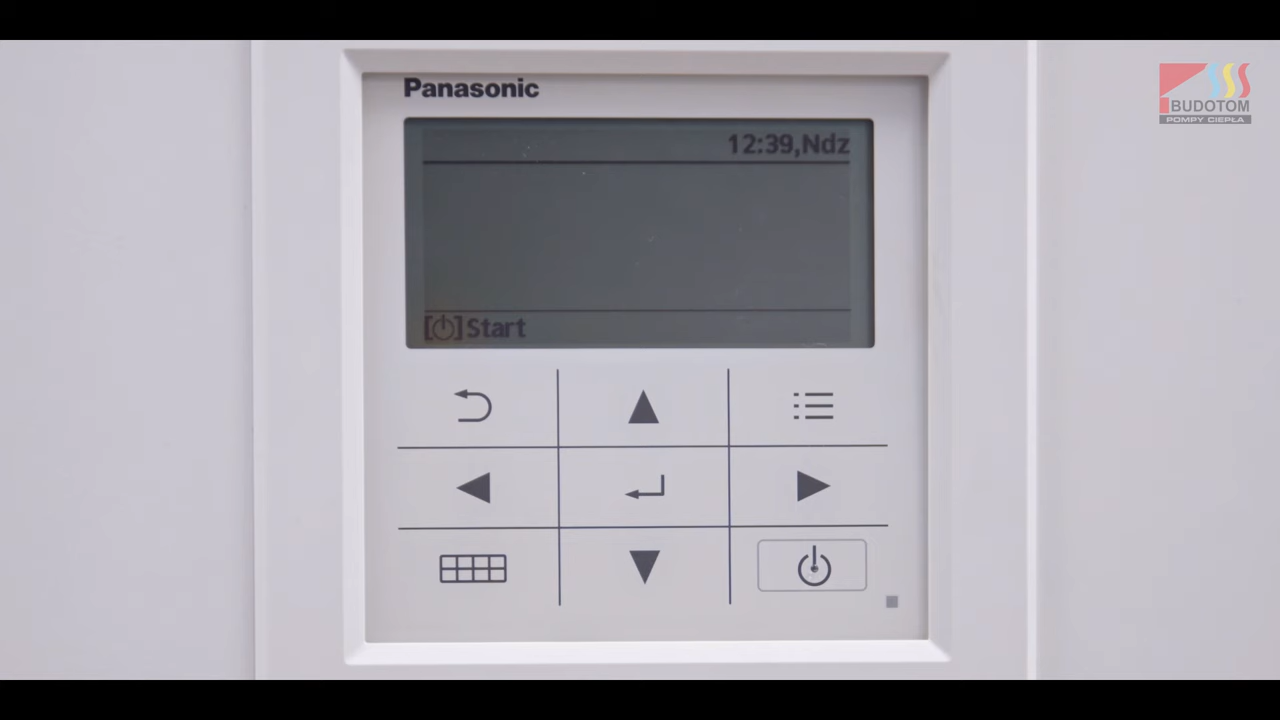 Panasonic
12:39,Ndz
[⏻]Start
BUDOTOM
POMPY CIEPŁA